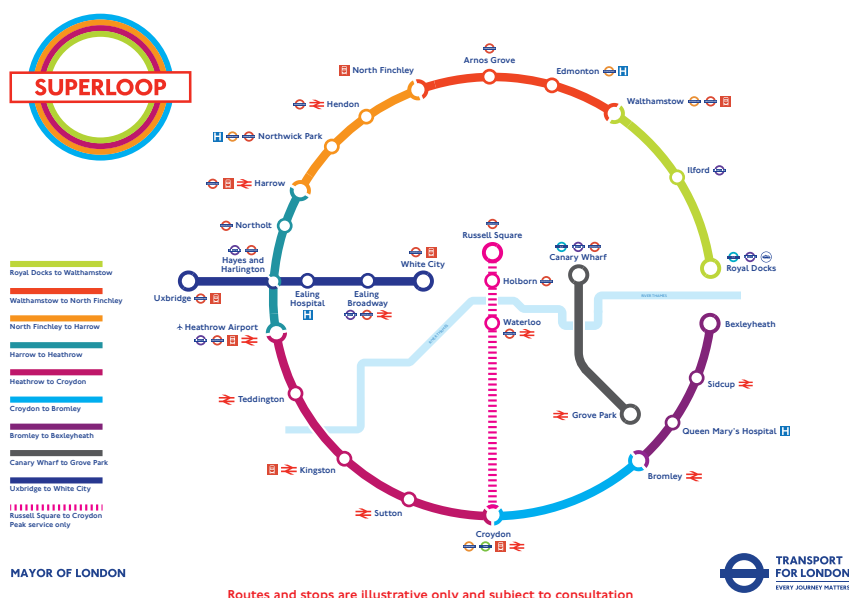 SUPERLOOP
Arnos Grove
North Finchley
Edmonton
H
Hendon
Walthamstow
H
Northwick Park
Ilford
Harrow
Northolt
Russell Square
Hayes and
Harlington
White City
Canary Wharf
Royal Docks
Royal Docks to Walthamstow
Walthamstow to North Finchley
North Finchley to Harrow
Harrow to Heathrow
Heathrow to Croydon
Croydon to Bromley
Bromley to Bexleyheath
Canary Wharf to Grove Park
Uxbridge to White City
Russell Square to Croydon
Peak service only
Uxbridge
Ealing
Hospital
H
Ealing
Broadway
Holborn
RIVER THAMES
RIVER THAMES
Heathrow Airport
Waterloo
Bexleyheath
Teddington
Sidcup
Grove Park
Queen Mary's Hospital
H
Kingston
Bromley
Sutton
Croydon
MAYOR OF LONDON
TRANSPORT
FOR LONDON
EVERY JOURNEY MATTERS
Routes and stops are illustrative only and subject to consultation